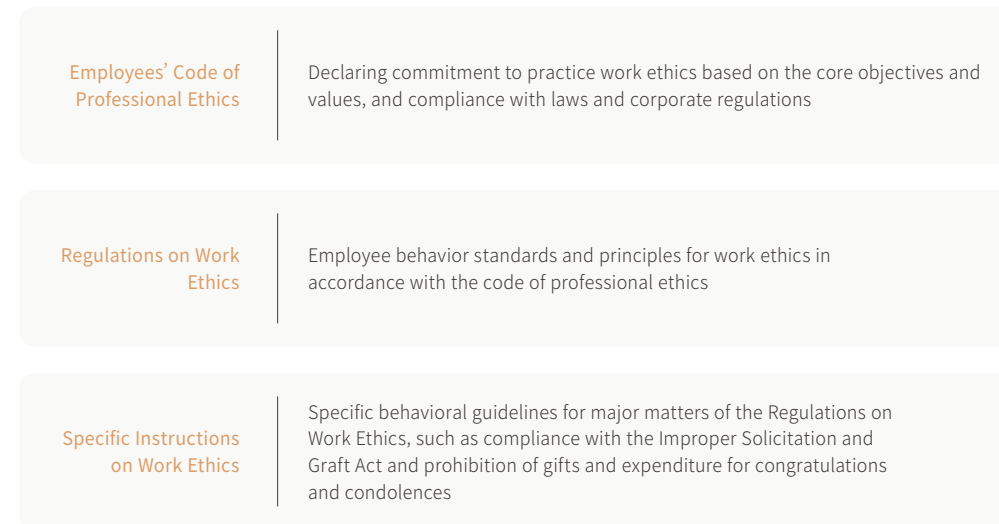 Employees’ Code of
Professional Ethics
Declaring commitment to practice work ethics based on the core objectives and
values, and compliance with laws and corporate regulations
Regulations on Work
Ethics
Employee behavior standards and principles for work ethics in
accordance with the code of professional ethics
Specific Instructions
on Work Ethics
Specific behavioral guidelines for major matters of the Regulations on
Work Ethics, such as compliance with the Improper Solicitation and
Graft Act and prohibition of gifts and expenditure for congratulations
and condolences